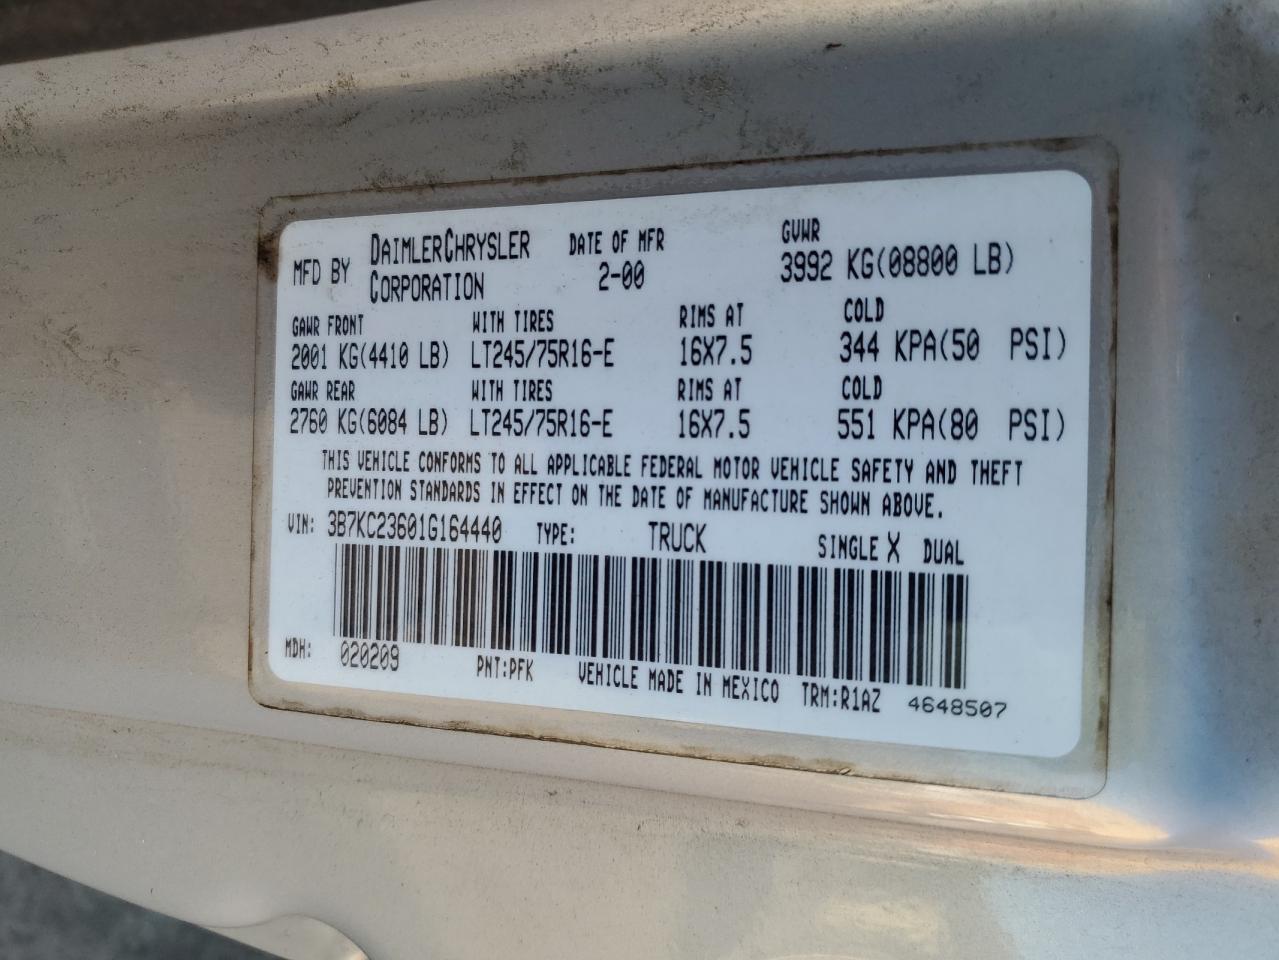 MFD BY DAIMLERCHRYSLER CORPORATION DATE OF MFR 2-00 GVWR 3992 KG(08800 LB)
GAWR FRONT WITH TIRES RIMS AT COLD
2001 KG(4410 LB) LT245/75R16-E 16X7.5 344 KPA(50 PSI)
GAWR REAR WITH TIRES RIMS AT COLD
2760 KG(6084 LB) LT245/75R16-E 16X7.5 551 KPA(80 PSI)
THIS VEHICLE CONFORMS TO ALL APPLICABLE FEDERAL MOTOR VEHICLE SAFETY AND THEFT
PREVENTION STANDARDS IN EFFECT ON THE DATE OF MANUFACTURE SHOWN ABOVE.
VIN: 3B7KC23601G164440 TYPE: TRUCK SINGLE X DUAL
MDH: 020209 PNT:PFK VEHICLE MADE IN MEXICO TRM:R1AZ 4648507